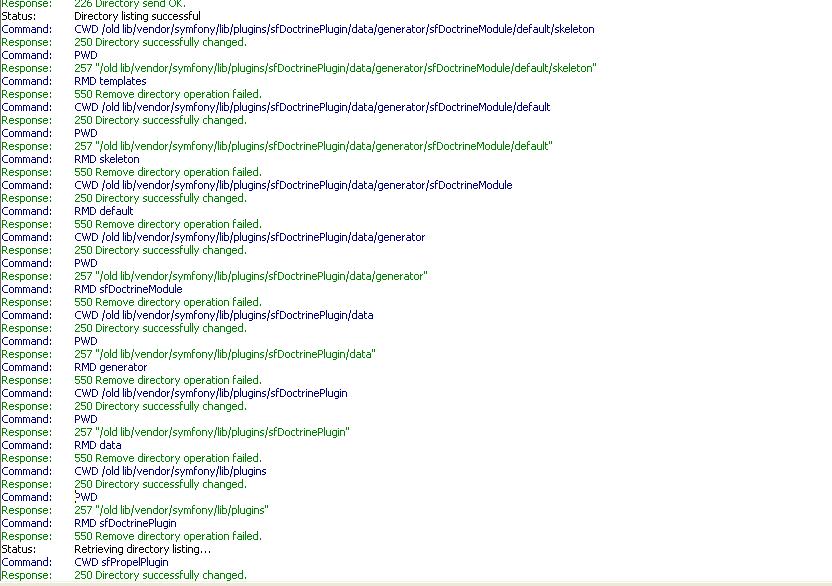 Response: 226 Directory send OK.
Status: Directory listing successful
Command: CWD /old lib/vendor/symfony/lib/plugins/sfDoctrinePlugin/data/generator/sfDoctrineModule/default/skeleton
Response: 250 Directory successfully changed.
Command: PWD
Response: 257 "/old lib/vendor/symfony/lib/plugins/sfDoctrinePlugin/data/generator/sfDoctrineModule/default/skeleton"
Command: RMD templates
Response: 550 Remove directory operation failed.
Command: CWD /old lib/vendor/symfony/lib/plugins/sfDoctrinePlugin/data/generator/sfDoctrineModule/default
Response: 250 Directory successfully changed.
Command: PWD
Response: 257 "/old lib/vendor/symfony/lib/plugins/sfDoctrinePlugin/data/generator/sfDoctrineModule/default"
Command: RMD skeleton
Response: 550 Remove directory operation failed.
Command: CWD /old lib/vendor/symfony/lib/plugins/sfDoctrinePlugin/data/generator/sfDoctrineModule
Response: 250 Directory successfully changed.
Command: RMD default
Response: 550 Remove directory operation failed.
Command: CWD /old lib/vendor/symfony/lib/plugins/sfDoctrinePlugin/data/generator
Response: 250 Directory successfully changed.
Command: PWD
Response: 257 "/old lib/vendor/symfony/lib/plugins/sfDoctrinePlugin/data/generator"
Command: RMD sfDoctrineModule
Response: 550 Remove directory operation failed.
Command: CWD /old lib/vendor/symfony/lib/plugins/sfDoctrinePlugin/data
Response: 250 Directory successfully changed.
Command: PWD
Response: 257 "/old lib/vendor/symfony/lib/plugins/sfDoctrinePlugin/data"
Command: RMD generator
Response: 550 Remove directory operation failed.
Command: CWD /old lib/vendor/symfony/lib/plugins/sfDoctrinePlugin
Response: 250 Directory successfully changed.
Command: PWD
Response: 257 "/old lib/vendor/symfony/lib/plugins/sfDoctrinePlugin"
Command: RMD data
Response: 550 Remove directory operation failed.
Command: CWD /old lib/vendor/symfony/lib/plugins
Response: 250 Directory successfully changed.
Command: PWD
Response: 257 "/old lib/vendor/symfony/lib/plugins"
Command: RMD sfDoctrinePlugin
Response: 550 Remove directory operation failed.
Status: Retrieving directory listing...
Command: CWD sfPropelPlugin
Response: 250 Directory successfully changed.